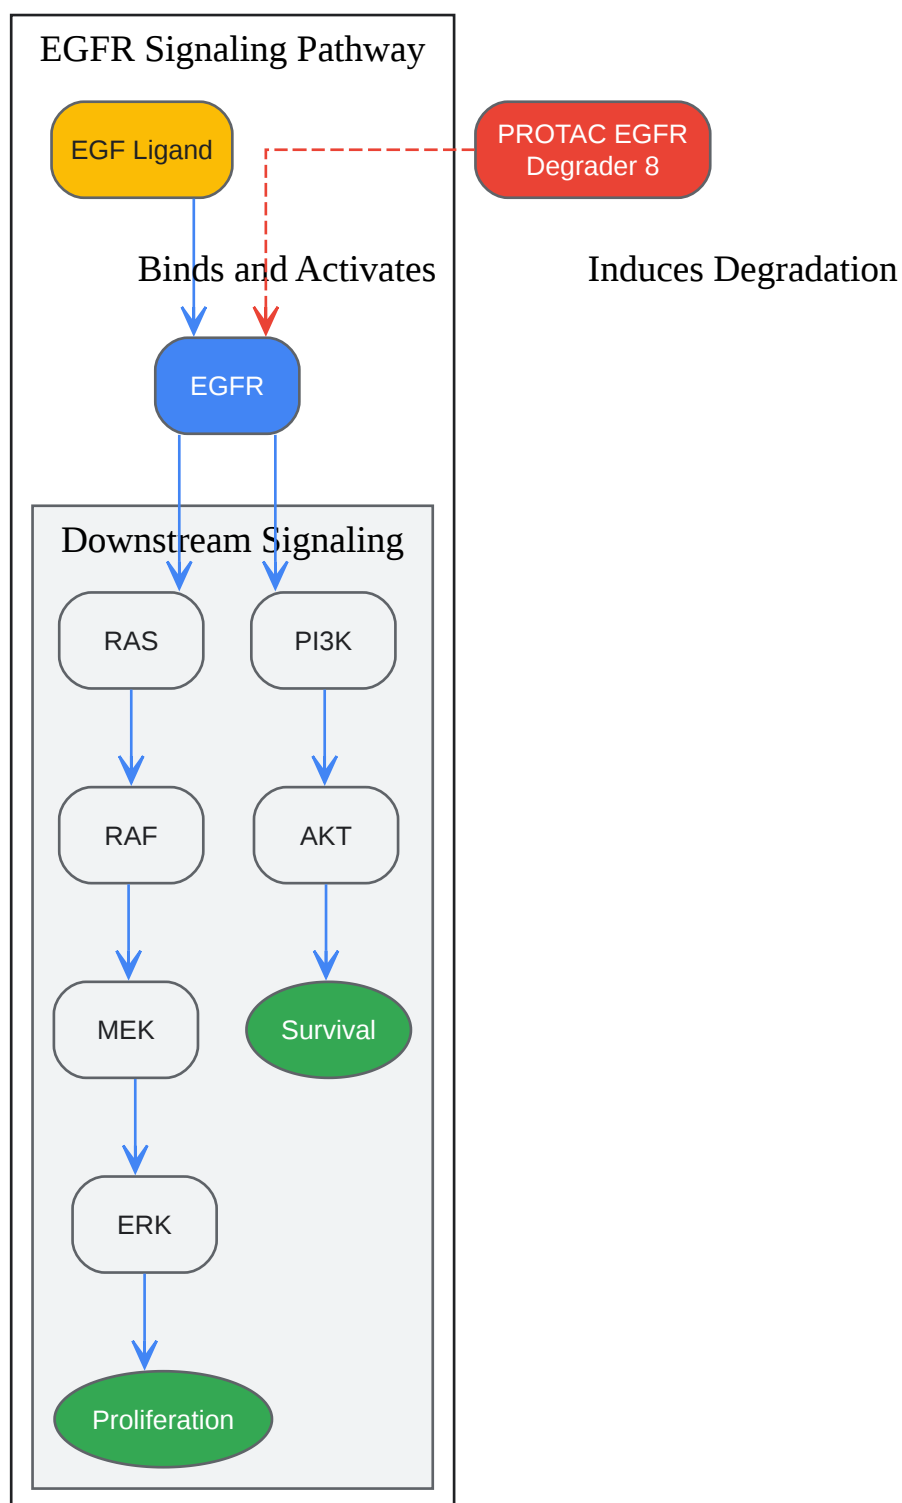 EGFR Signaling Pathway
EGF Ligand
PROTAC EGFR
Degrader 8
Binds and Activates
Induces Degradation
EGFR
Downstream Signaling
RAS
PI3K
RAF
AKT
MEK
Survival
ERK
Proliferation